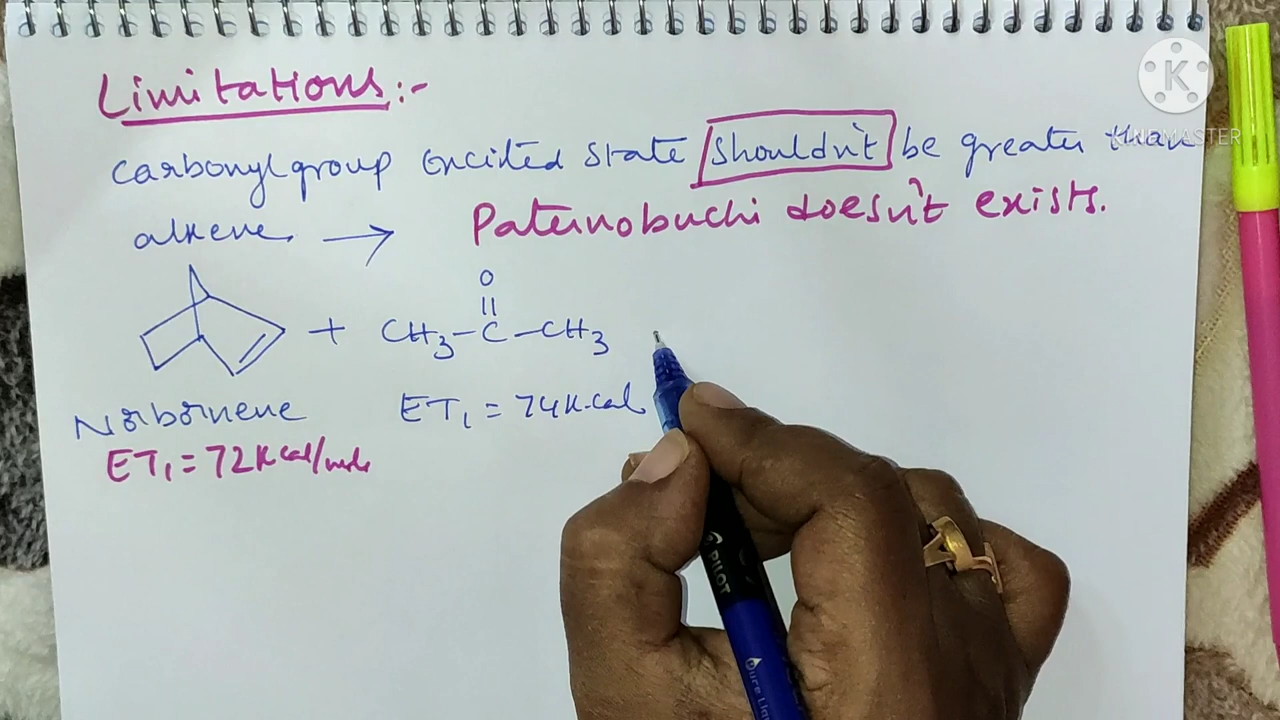 Limitations:-
carbonyl group excited state shouldn't be greater than
alkene. → Paternobuchi doesn't exists.
O
||
+ CH3-C-CH3
Norbornene ET1 = 74K.cal
ET1 = 72Kcal/mole
K
PILOT